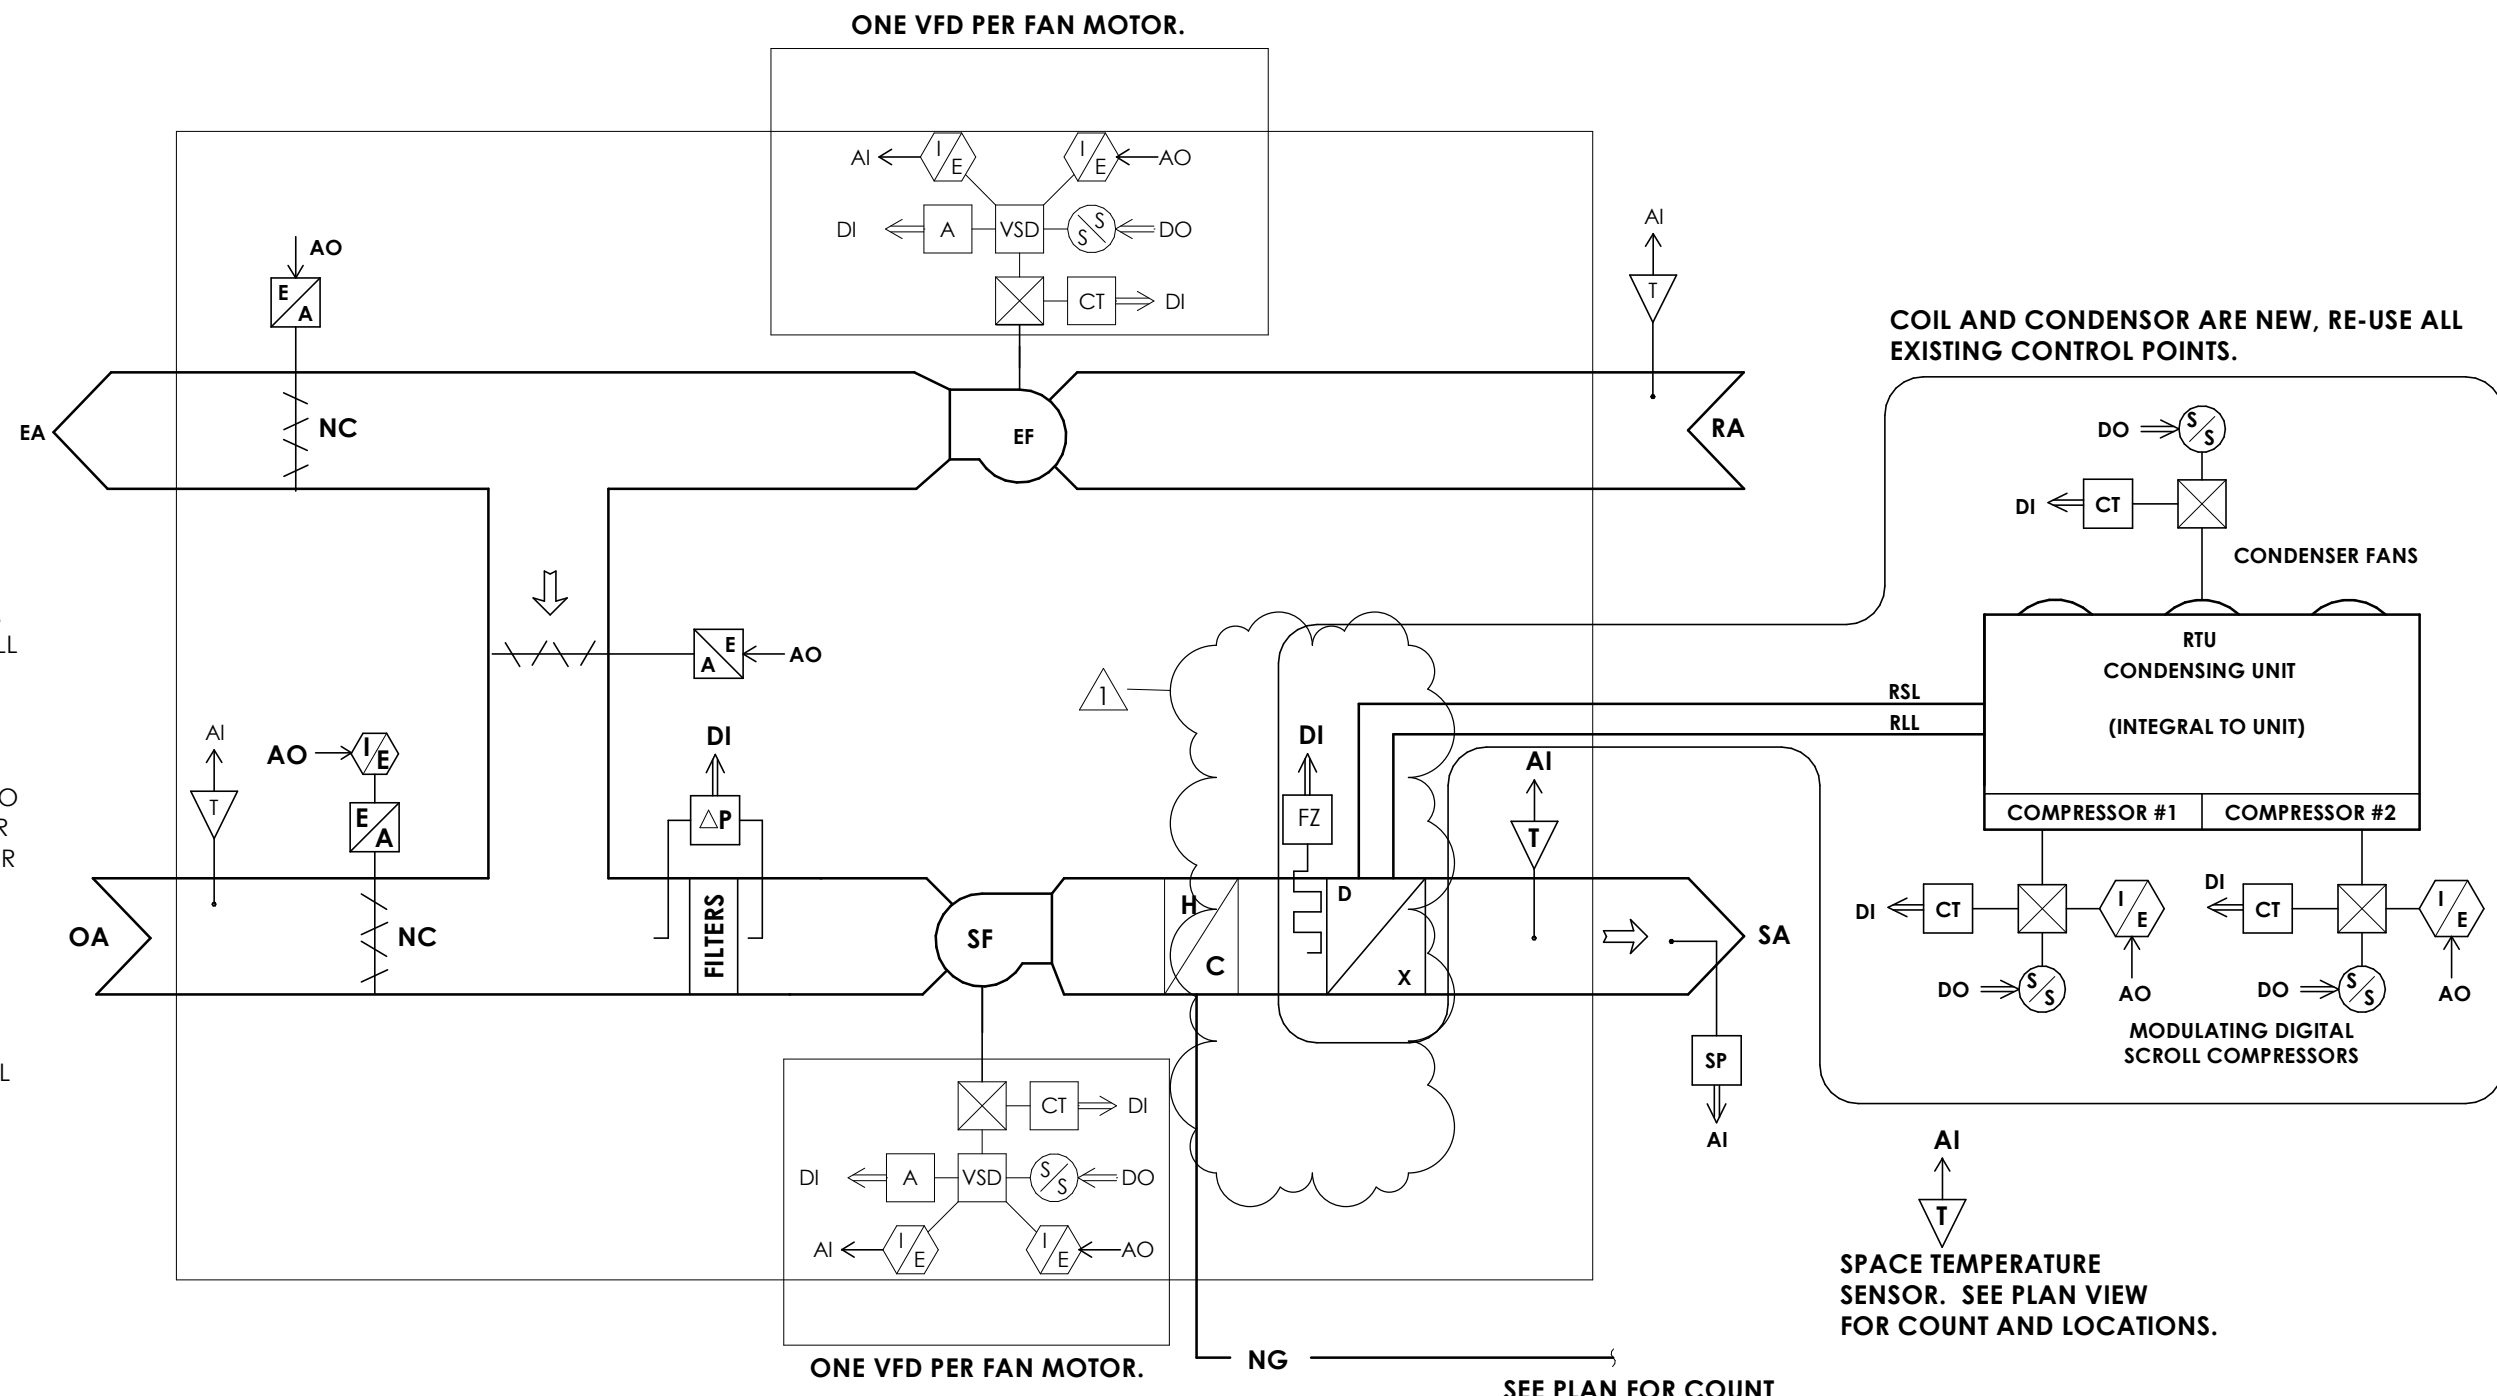 ONE VFD PER FAN MOTOR.
AI
I/E
I/E
AO
DI
A
VSD
S/S
DO
CT
DI
AO
E/A
AI
T
COIL AND CONDENSOR ARE NEW, RE-USE ALL
EXISTING CONTROL POINTS.
EA
NC
EF
RA
DO
S/S
DI
CT
CONDENSER FANS
LL
A/E
AO
1
RTU
CONDENSING UNIT
(INTEGRAL TO UNIT)
RSL
RLL
AI
T
AO
I/E
E/A
DI
△P
DI
FZ
AI
T
COMPRESSOR #1
COMPRESSOR #2
O
R
R
OA
NC
FILTERS
SF
H/C
D/X
SA
DI
CT
I/E
DO
S/S
AO
DI
CT
I/E
DO
S/S
AO
MODULATING DIGITAL
SCROLL COMPRESSORS
L
SP
AI
CT
DI
DI
A
VSD
S/S
DO
AI
I/E
I/E
AO
AI
T
SPACE TEMPERATURE
SENSOR. SEE PLAN VIEW
FOR COUNT AND LOCATIONS.
ONE VFD PER FAN MOTOR.
NG
SEE PLAN FOR COUNT